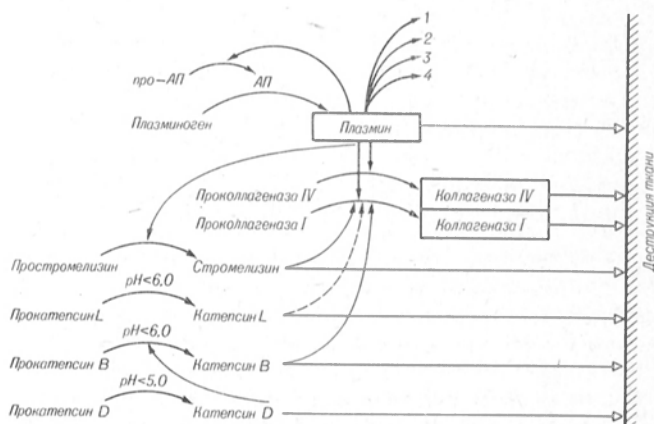 1
2
3
4
про-АП
АП
Плазминоген
Плазмин
Проколлагеназа IV
Коллагеназа IV
Проколлагеназа I
Коллагеназа I
Простромелизин
Стромелизин
pH<6,0
Прокатепсин L
Катепсин L
pH<6,0
Прокатепсин B
Катепсин B
pH<5,0
Прокатепсин D
Катепсин D
Деструкция ткани